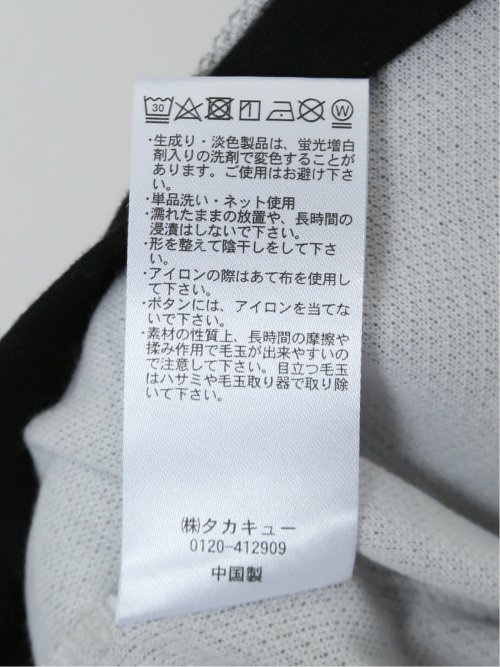 30 W
・生成り・淡色製品は、蛍光増白
剤入りの洗剤で変色することが
あります。ご使用はお避け下さ
い。
・単品洗い・ネット使用
・濡れたままの放置や、長時間の
浸漬はしないで下さい。
・形を整えて陰干しをして下さ
い。
・アイロンの際はあて布を使用し
て下さい。
・ボタンには、アイロンを当てな
いで下さい。
・素材の性質上、長時間の摩擦や
揉み作用で毛玉が出来やすいの
で注意して下さい。目立つ毛玉
はハサミや毛玉取り器で取り除
いて下さい。
㈱タカキュー
0120-412909
中国製